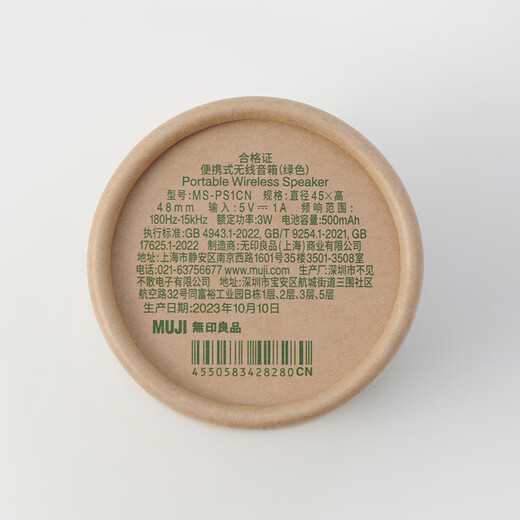 合格证
便携式无线音箱(绿色)
Portable Wireless Speaker
型号:MS-PS1CN 规格:直径45×高
48mm 输入:5V⎓1A 频响范围:
180Hz-15kHz 额定功率:3W 电池容量:500mAh
执行标准:GB 4943.1-2022, GB/T 9254.1-2021, GB
17625.1-2022 制造商:无印良品(上海)商业有限公司
地址:上海市静安区南京西路1601号35楼3501-3508室
电话:021-63756677 www.muji.com 生产厂:深圳市不见
不散电子有限公司 地址:深圳市宝安区航城街道三围社区
航空路32号同富裕工业园B栋1层、2层、3层、5层
生产日期:2023年10月10日
MUJI 無印良品
4550583428280CN